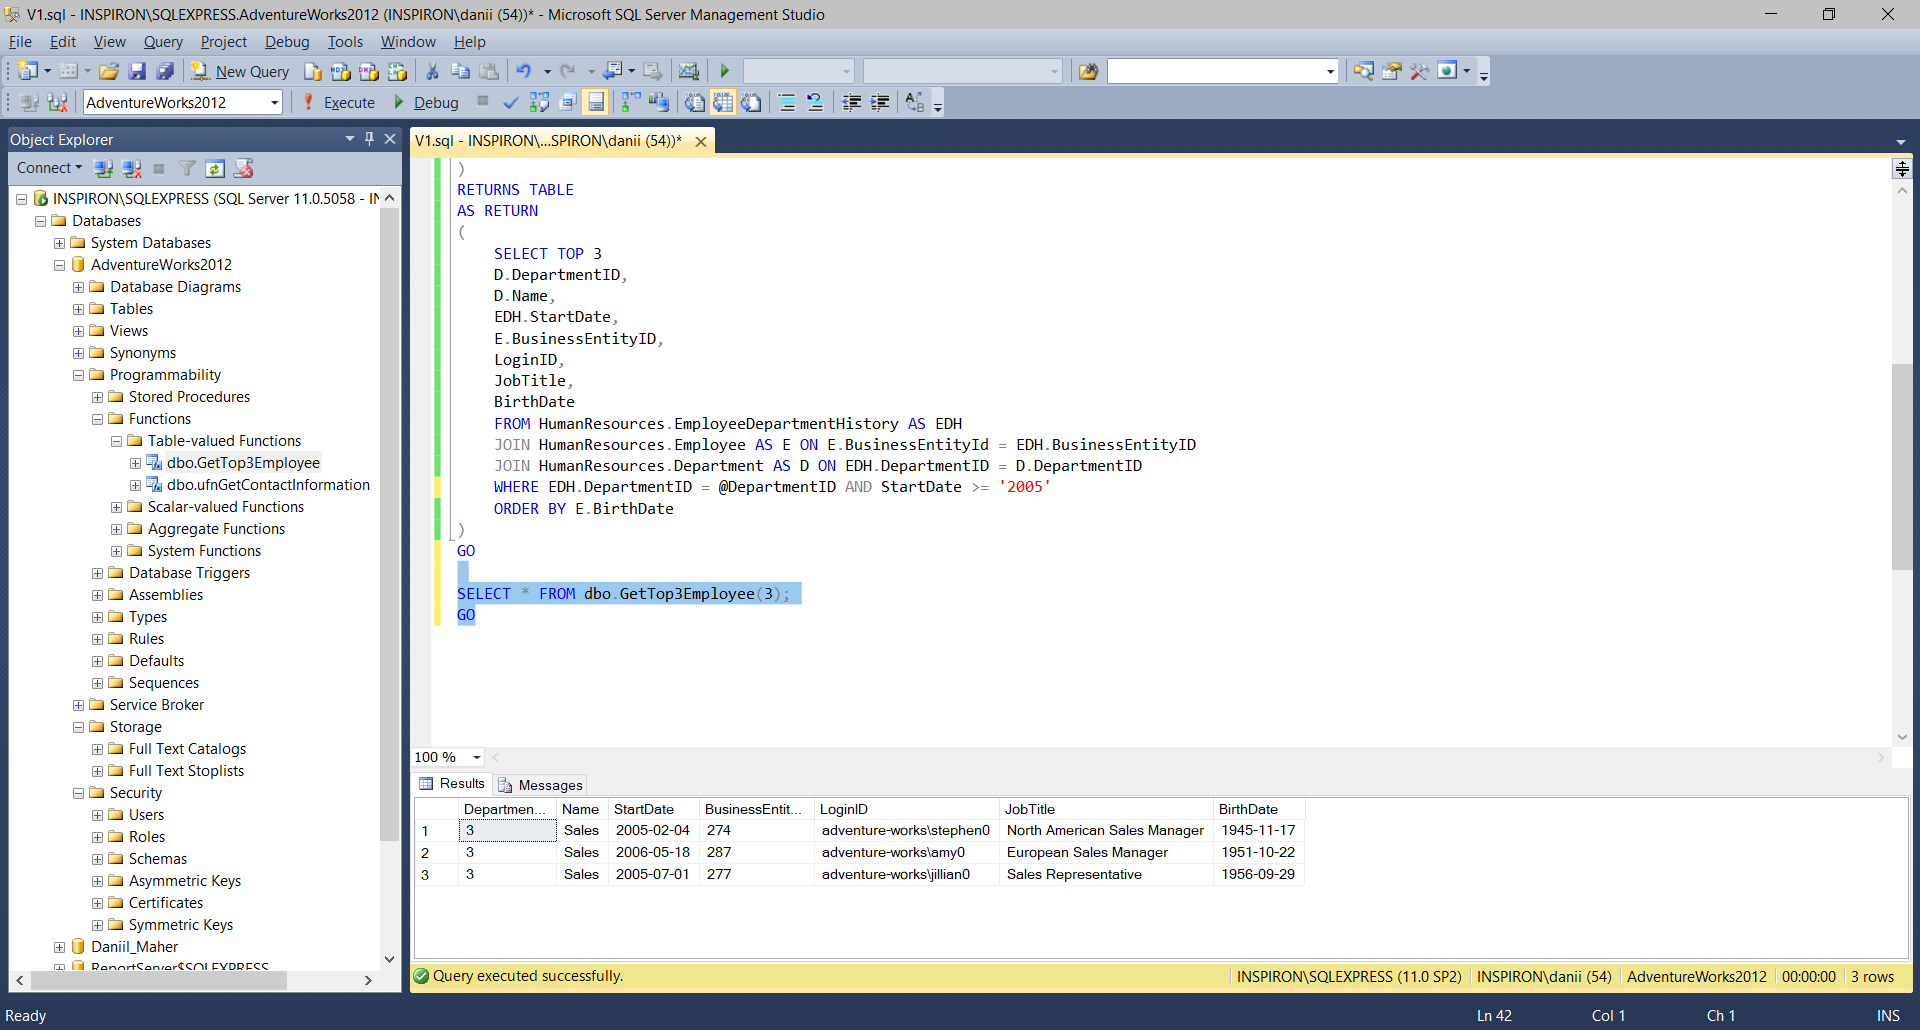 V1.sql - INSPIRON\SQLEXPRESS.AdventureWorks2012 (INSPIRON\danii (54))* - Microsoft SQL Server Management Studio
File Edit View Query Project Debug Tools Window Help
New Query
AdventureWorks2012 Execute Debug
Object Explorer
Connect
INSPIRON\SQLEXPRESS (SQL Server 11.0.5058 - IN
Databases
System Databases
AdventureWorks2012
Database Diagrams
Tables
Views
Synonyms
Programmability
Stored Procedures
Functions
Table-valued Functions
dbo.GetTop3Employee
dbo.ufnGetContactInformation
Scalar-valued Functions
Aggregate Functions
System Functions
Database Triggers
Assemblies
Types
Rules
Defaults
Sequences
Service Broker
Storage
Full Text Catalogs
Full Text Stoplists
Security
Users
Roles
Schemas
Asymmetric Keys
Certificates
Symmetric Keys
Daniil_Maher
ReportServer$SQLEXPRESS
V1.sql - INSPIRON\...SPIRON\danii (54))*
)
RETURNS TABLE
AS RETURN
(
SELECT TOP 3
D.DepartmentID,
D.Name,
EDH.StartDate,
E.BusinessEntityID,
LoginID,
JobTitle,
BirthDate
FROM HumanResources.EmployeeDepartmentHistory AS EDH
JOIN HumanResources.Employee AS E ON E.BusinessEntityId = EDH.BusinessEntityID
JOIN HumanResources.Department AS D ON EDH.DepartmentID = D.DepartmentID
WHERE EDH.DepartmentID = @DepartmentID AND StartDate >= '2005'
ORDER BY E.BirthDate
)
GO
SELECT * FROM dbo.GetTop3Employee(3);
GO
100 %
Results Messages
Departmen... Name StartDate BusinessEntit... LoginID JobTitle BirthDate
1 3 Sales 2005-02-04 274 adventure-works\stephen0 North American Sales Manager 1945-11-17
2 3 Sales 2006-05-18 287 adventure-works\amy0 European Sales Manager 1951-10-22
3 3 Sales 2005-07-01 277 adventure-works\jillian0 Sales Representative 1956-09-29
Query executed successfully. INSPIRON\SQLEXPRESS (11.0 SP2) INSPIRON\danii (54) AdventureWorks2012 00:00:00 3 rows
Ready Ln 42 Col 1 Ch 1 INS